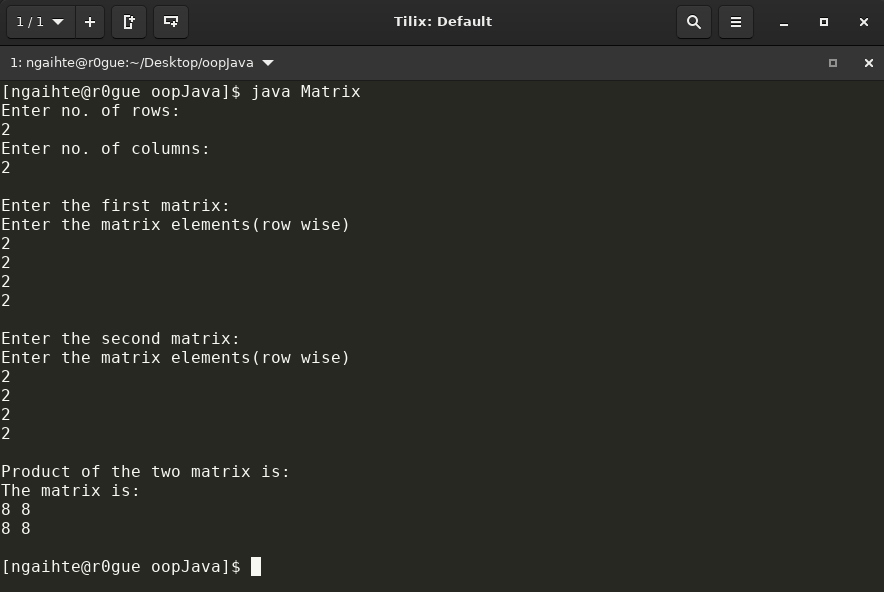 1 / 1
Tilix: Default
1: ngaihte@r0gue:~/Desktop/oopJava
[ngaihte@r0gue oopJava]$ java Matrix
Enter no. of rows:
2
Enter no. of columns:
2
Enter the first matrix:
Enter the matrix elements(row wise)
2
2
2
2
Enter the second matrix:
Enter the matrix elements(row wise)
2
2
2
2
Product of the two matrix is:
The matrix is:
8 8
8 8
[ngaihte@r0gue oopJava]$